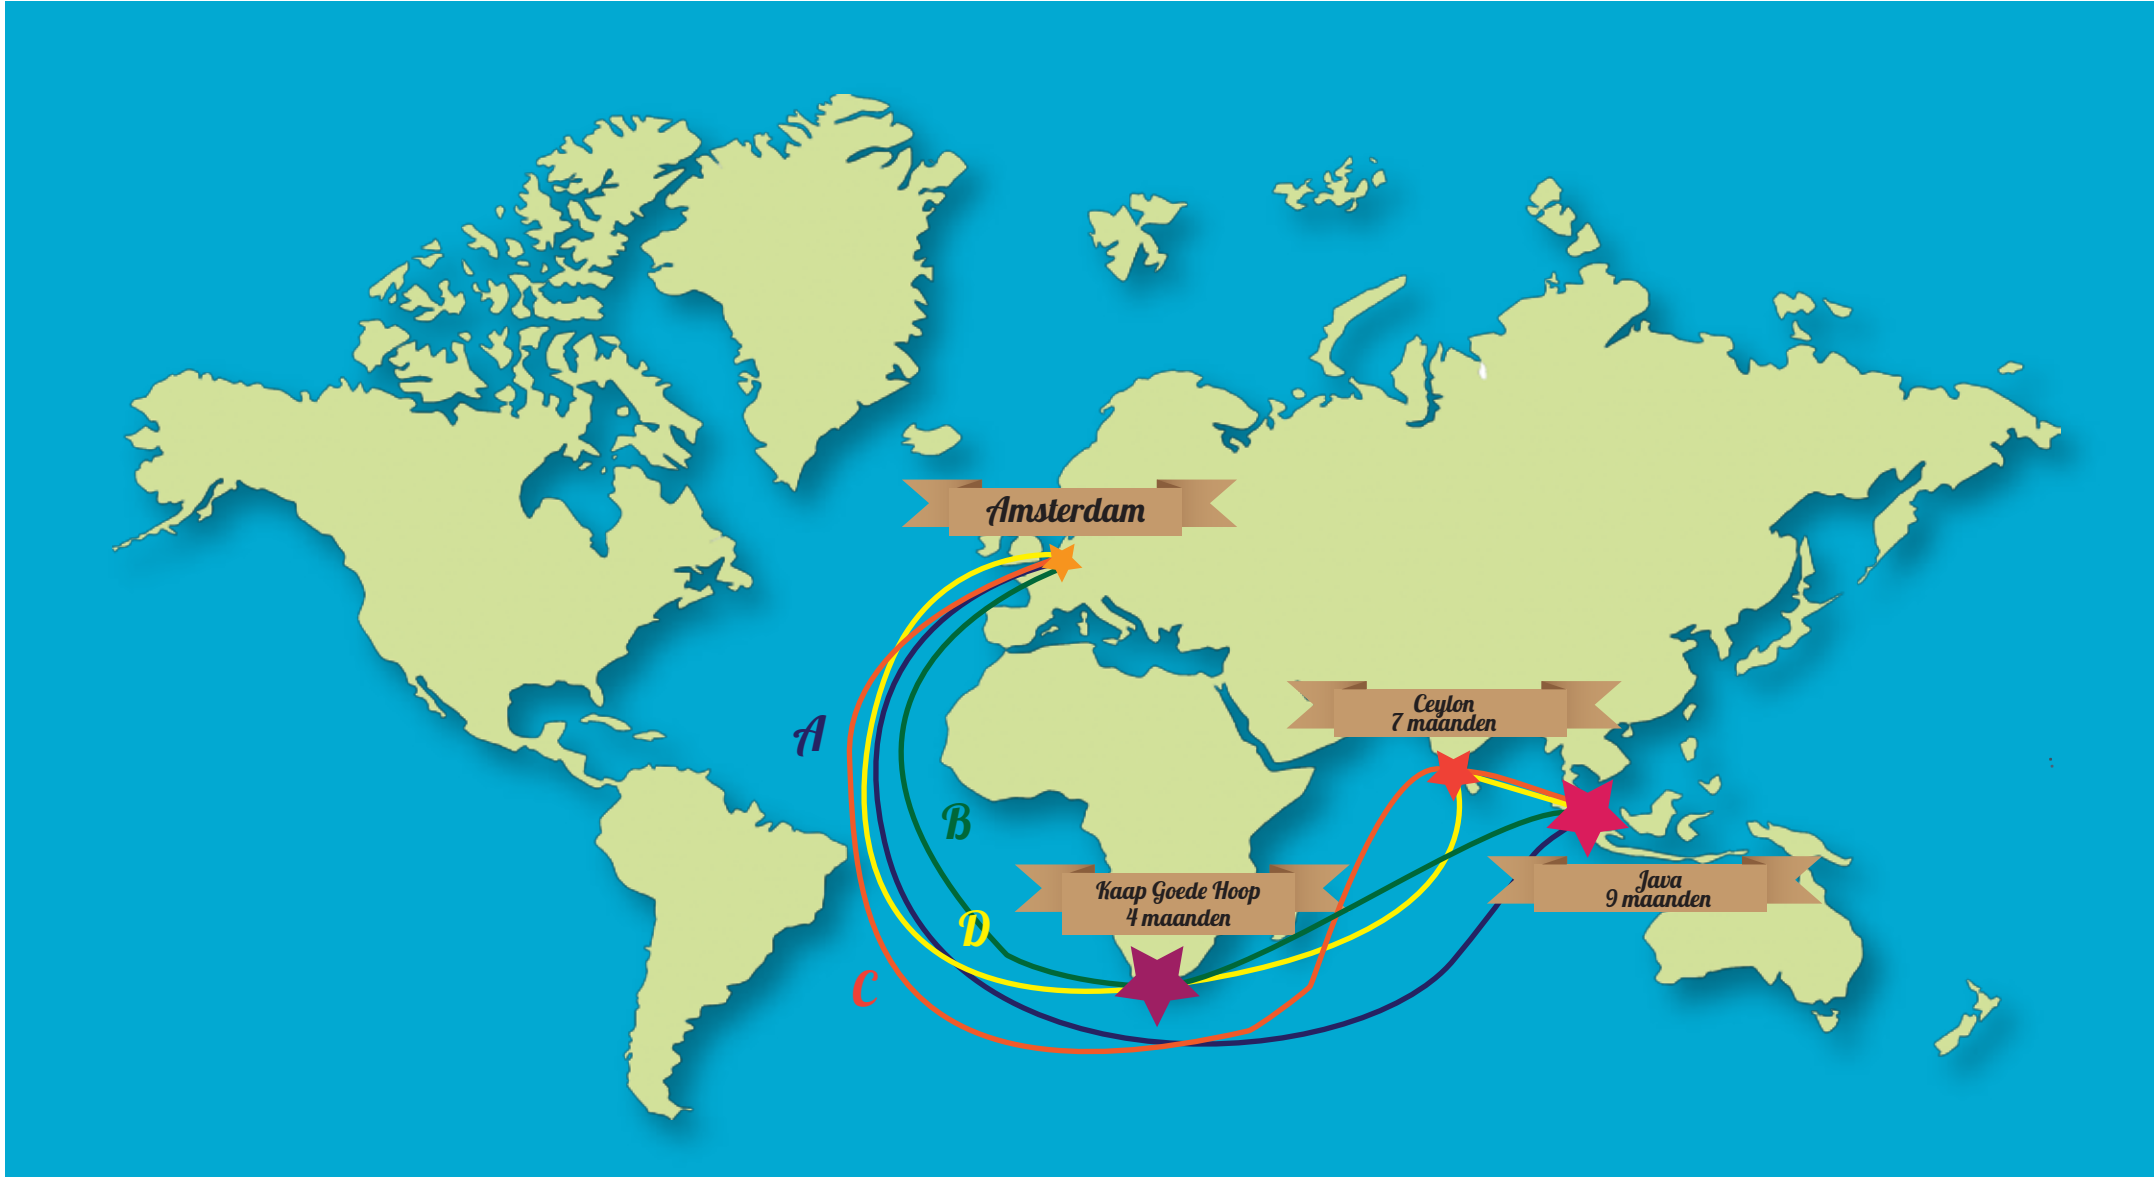 Amsterdam
Ceylon
7 maanden
A
B
Kaap Goede Hoop
4 maanden
Java
9 maanden
D
C